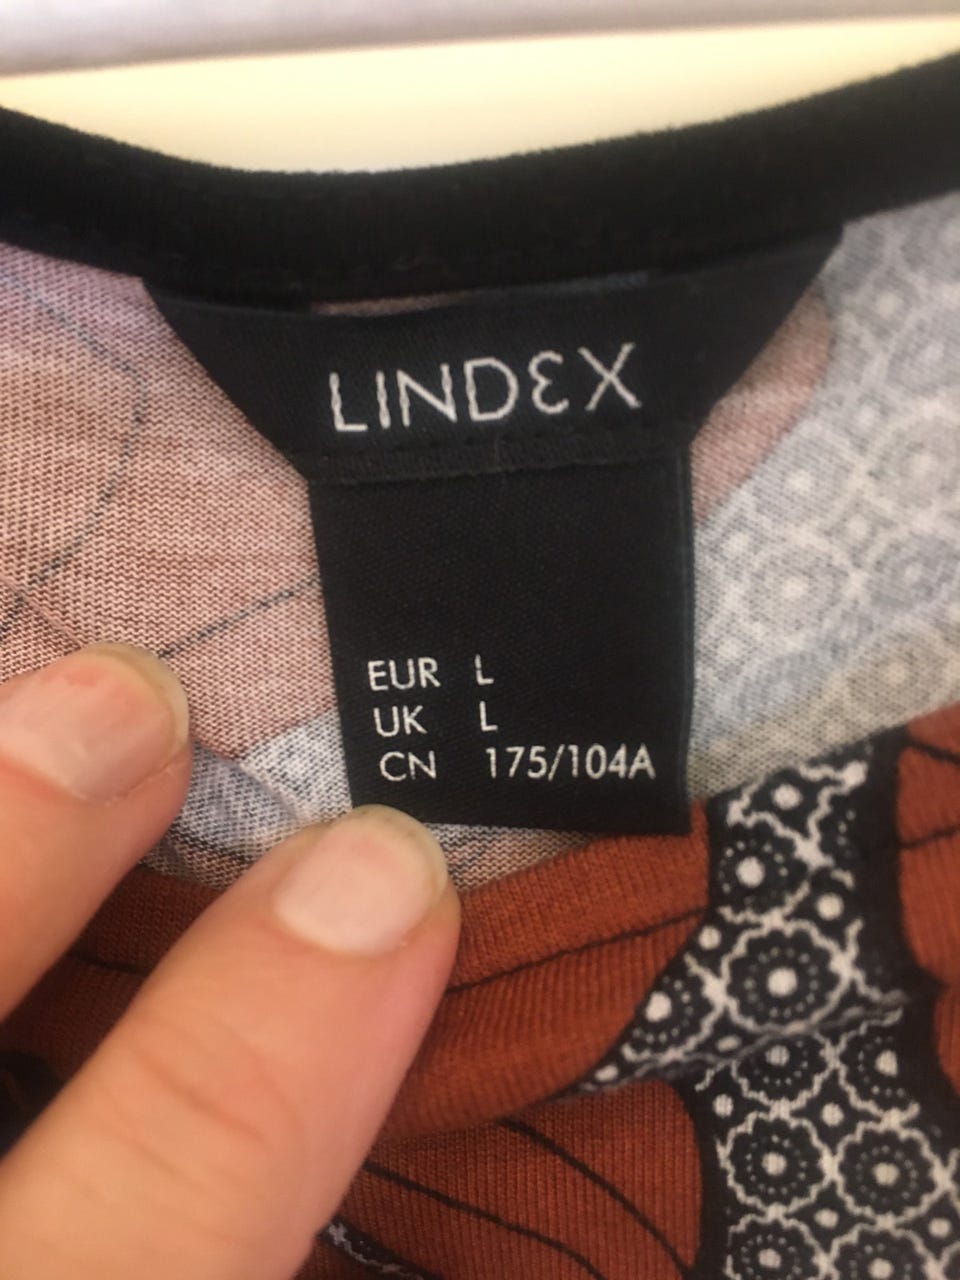 LINDEX
EUR L
UK L
CN 175/104A